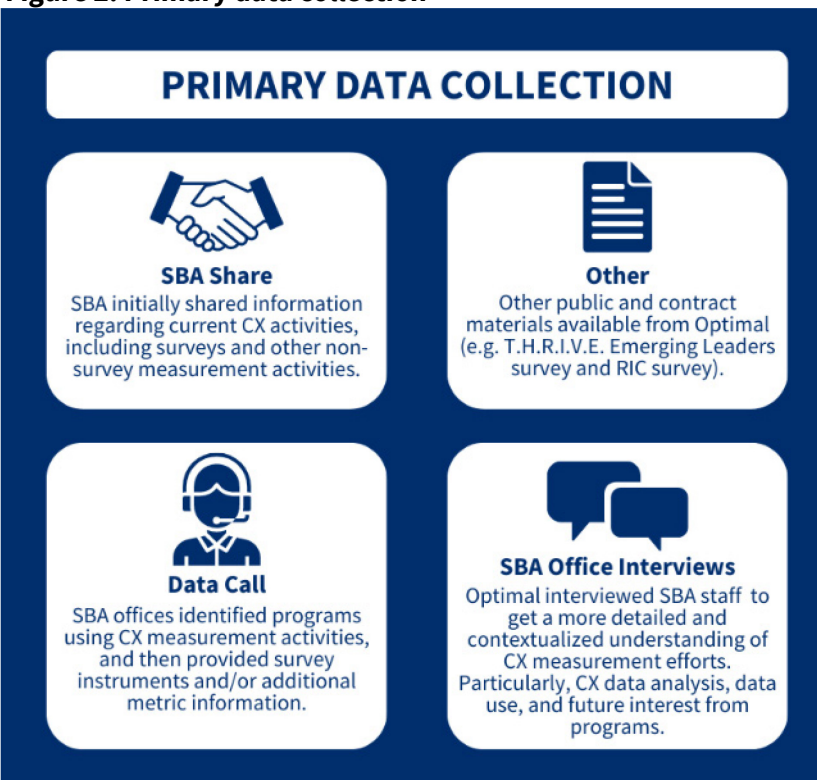 PRIMARY DATA COLLECTION
SBA Share
SBA initially shared information
regarding current CX activities,
including surveys and other non-
survey measurement activities.
Other
Other public and contract
materials available from Optimal
(e.g. T.H.R.I.V.E. Emerging Leaders
survey and RIC survey).
Data Call
SBA offices identified programs
using CX measurement activities,
and then provided survey
instruments and/or additional
metric information.
SBA Office Interviews
Optimal interviewed SBA staff to
get a more detailed and
contextualized understanding of
CX measurement efforts.
Particularly, CX data analysis, data
use, and future interest from
programs.